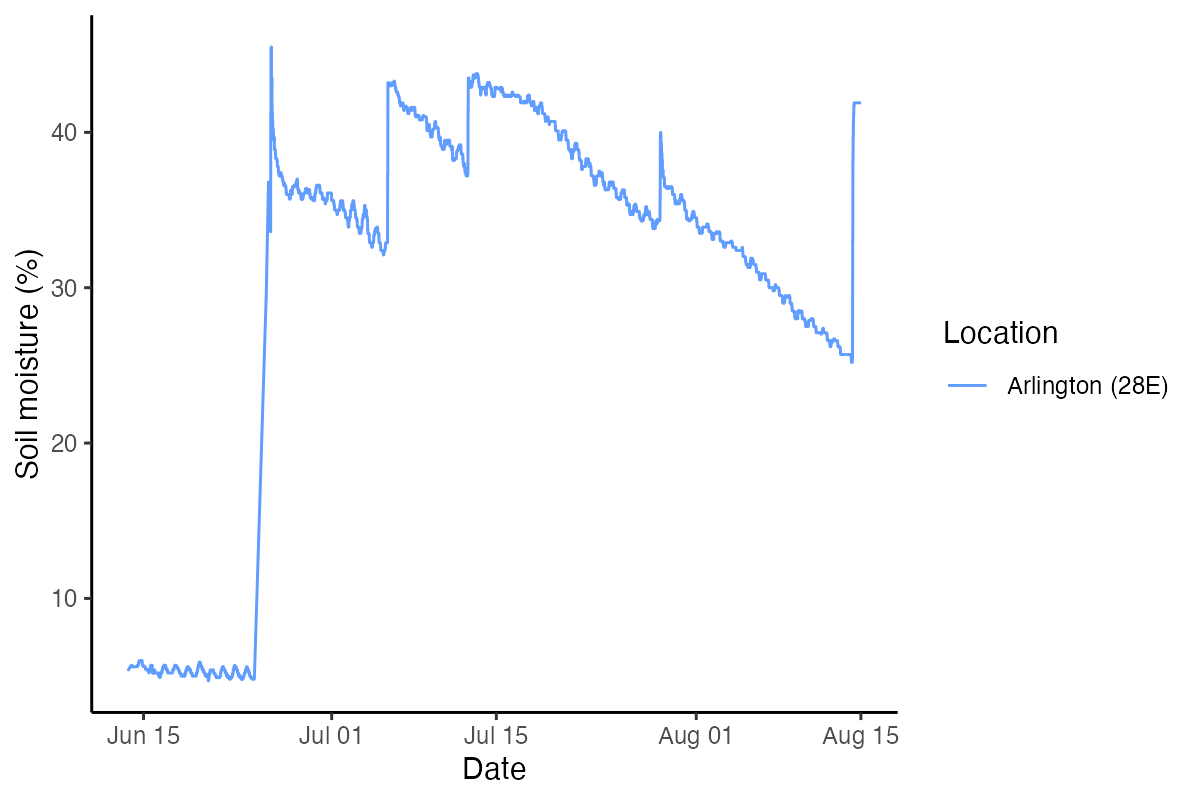 Soil moisture (%)
40
30
20
10
Jun 15
Jul 01
Jul 15
Aug 01
Aug 15
Date
Location
Arlington (28E)